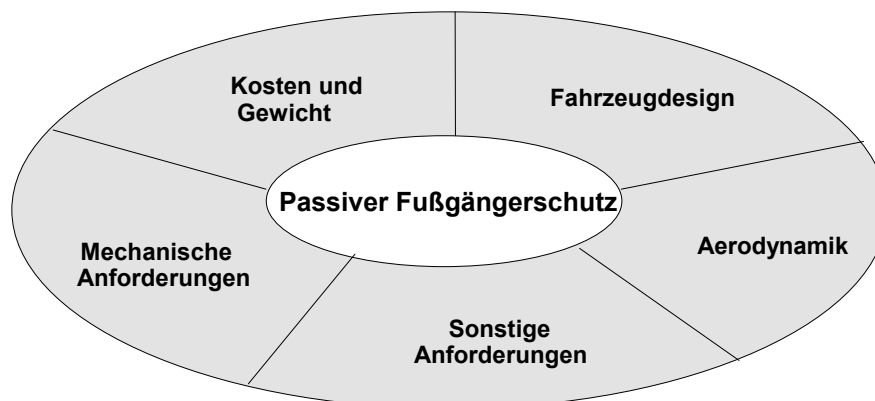 Kosten und
Gewicht
Fahrzeugdesign
Passiver Fußgängerschutz
Mechanische
Anforderungen
Aerodynamik
Sonstige
Anforderungen